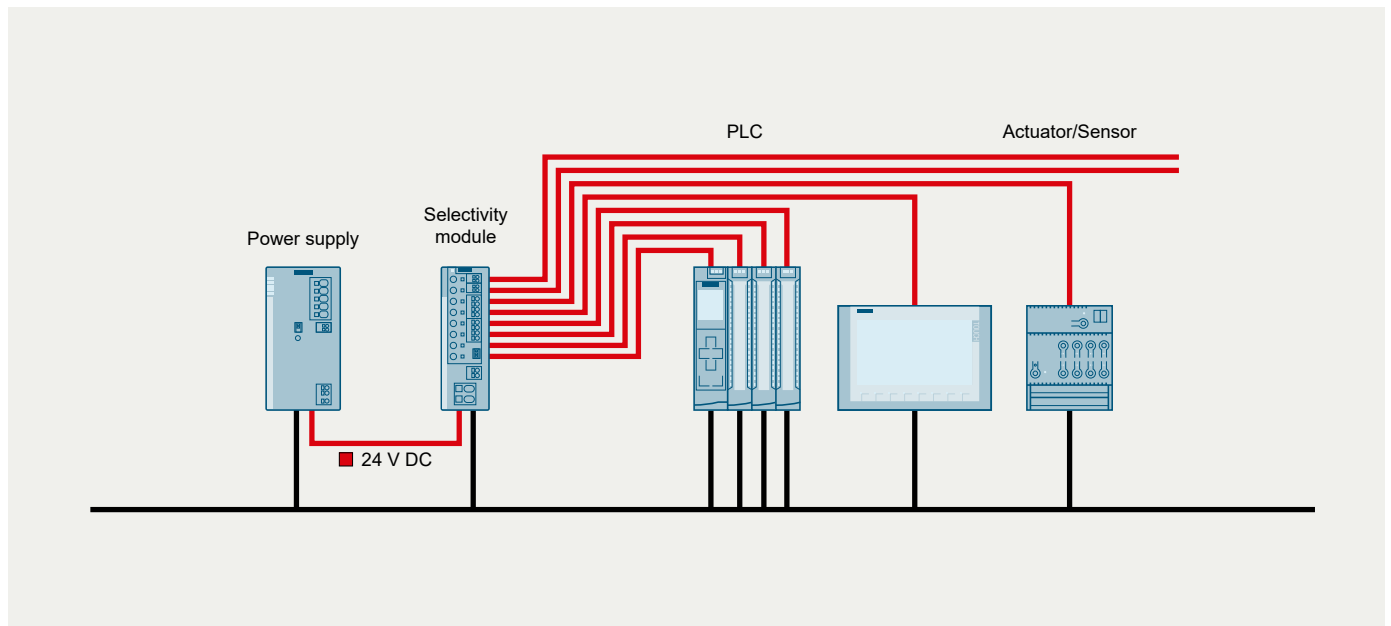 PLC
Actuator/Sensor
Selectivity
module
Power supply
24 V DC